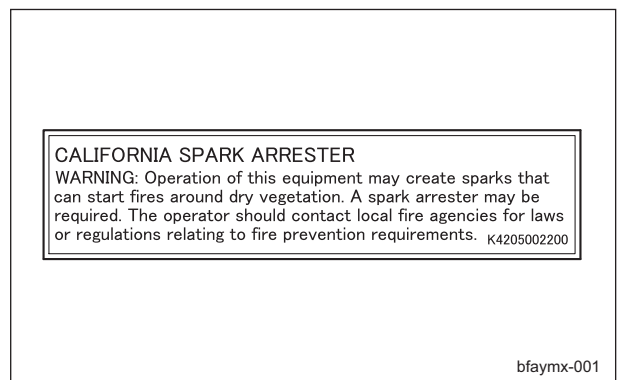 CALIFORNIA SPARK ARRESTER
WARNING: Operation of this equipment may create sparks that
can start fires around dry vegetation. A spark arrester may be
required. The operator should contact local fire agencies for laws
or regulations relating to fire prevention requirements. K4205002200
bfaymx-001